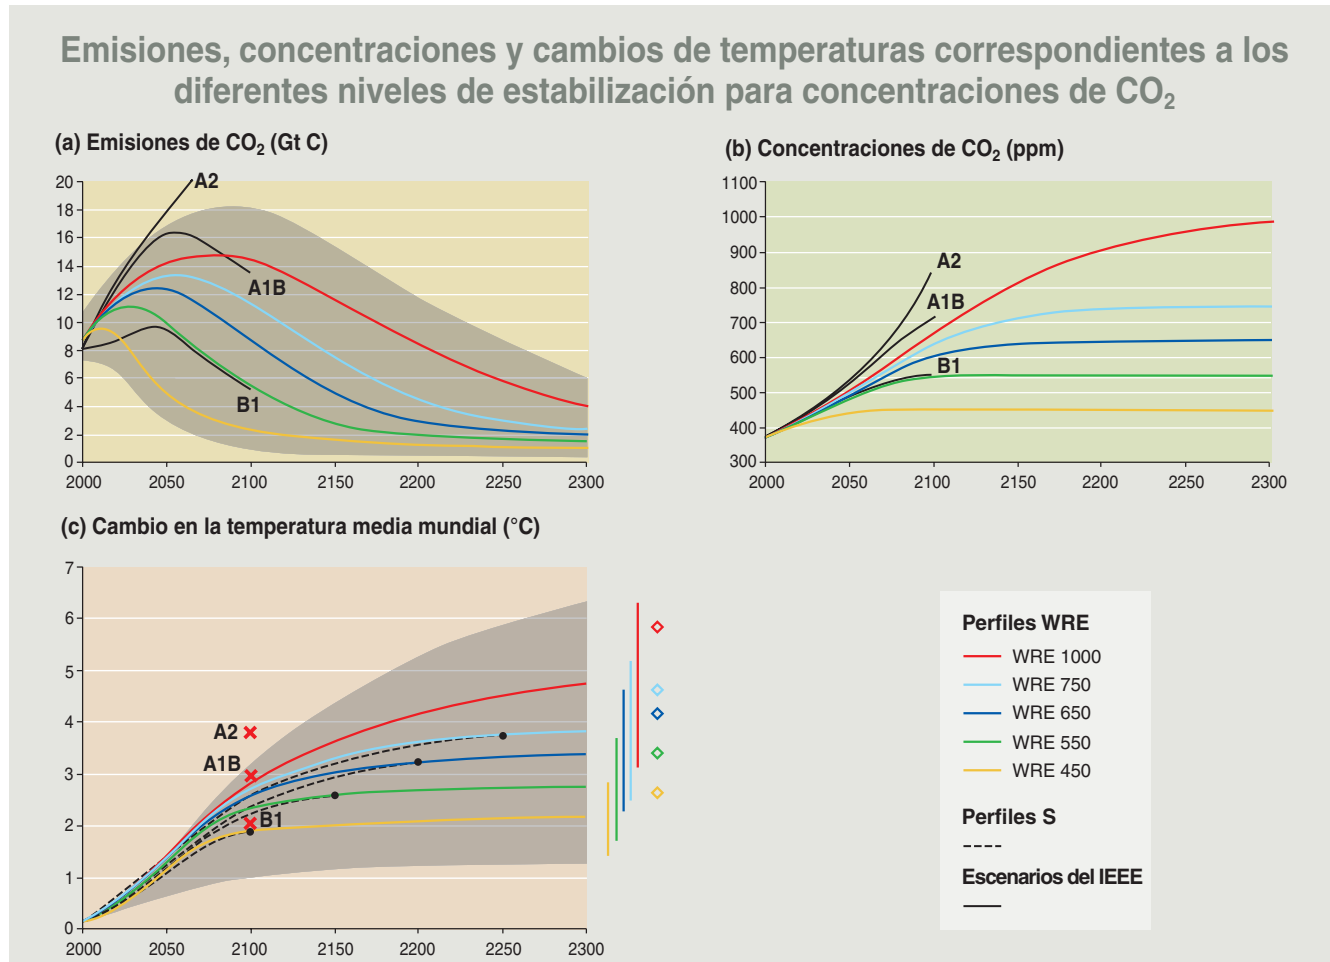 Emisiones, concentraciones y cambios de temperaturas correspondientes a los
diferentes niveles de estabilización para concentraciones de CO₂
(a) Emisiones de CO₂ (Gt C)
20
18
16
14
12
10
8
6
4
2
0
A2
A1B
B1
2000 2050 2100 2150 2200 2250 2300
(b) Concentraciones de CO₂ (ppm)
1100
1000
900
800
700
600
500
400
300
A2
A1B
B1
2000 2050 2100 2150 2200 2250 2300
(c) Cambio en la temperatura media mundial (°C)
7
6
5
4
3
2
1
0
A2
A1B
B1
2000 2050 2100 2150 2200 2250 2300
Perfiles WRE
WRE 1000
WRE 750
WRE 650
WRE 550
WRE 450
Perfiles S
Escenarios del IEEE